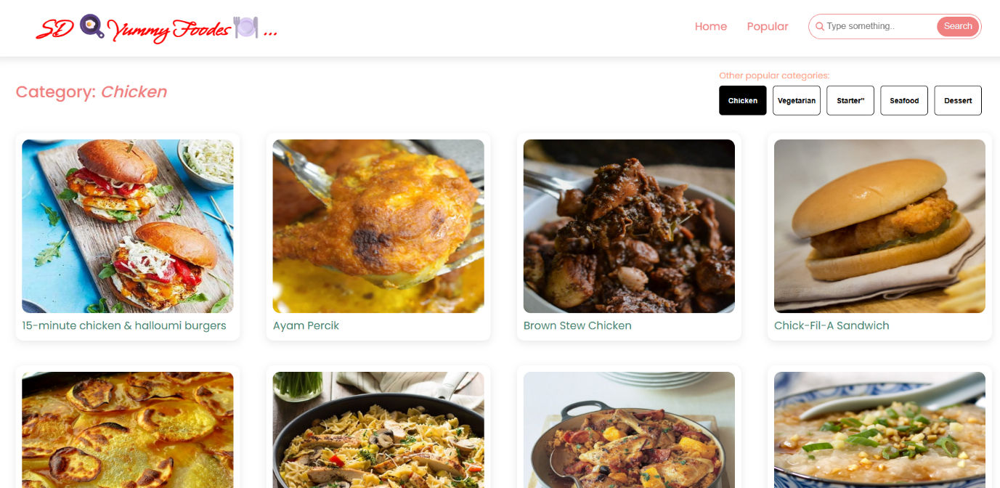 SD Yummy Foodes ...
Home
Popular
Type something..
Search
Category: Chicken
Other popular categories:
Chicken
Vegetarian
Starter"
Seafood
Dessert
15-minute chicken & halloumi burgers
Ayam Percik
Brown Stew Chicken
Chick-Fil-A Sandwich